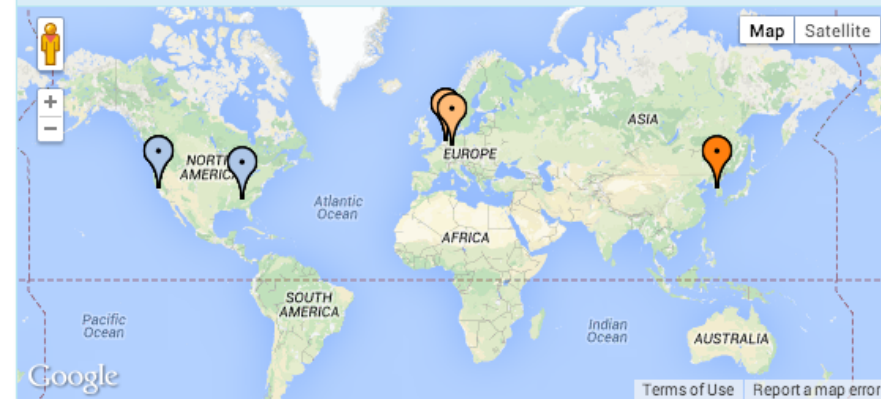 Map Satellite
+
−
ASIA
NORTH
AMERICA
EUROPE
Atlantic
Ocean
AFRICA
SOUTH
AMERICA
Pacific
Ocean
Indian
Ocean
AUSTRALIA
Google
Terms of Use Report a map error